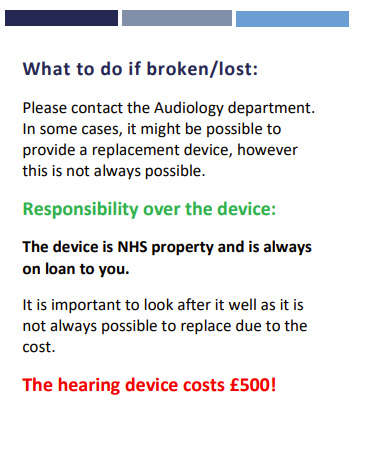 What to do if broken/lost:
Please contact the Audiology department.
In some cases, it might be possible to
provide a replacement device, however
this is not always possible.
Responsibility over the device:
The device is NHS property and is always
on loan to you.
It is important to look after it well as it is
not always possible to replace due to the
cost.
The hearing device costs £500!